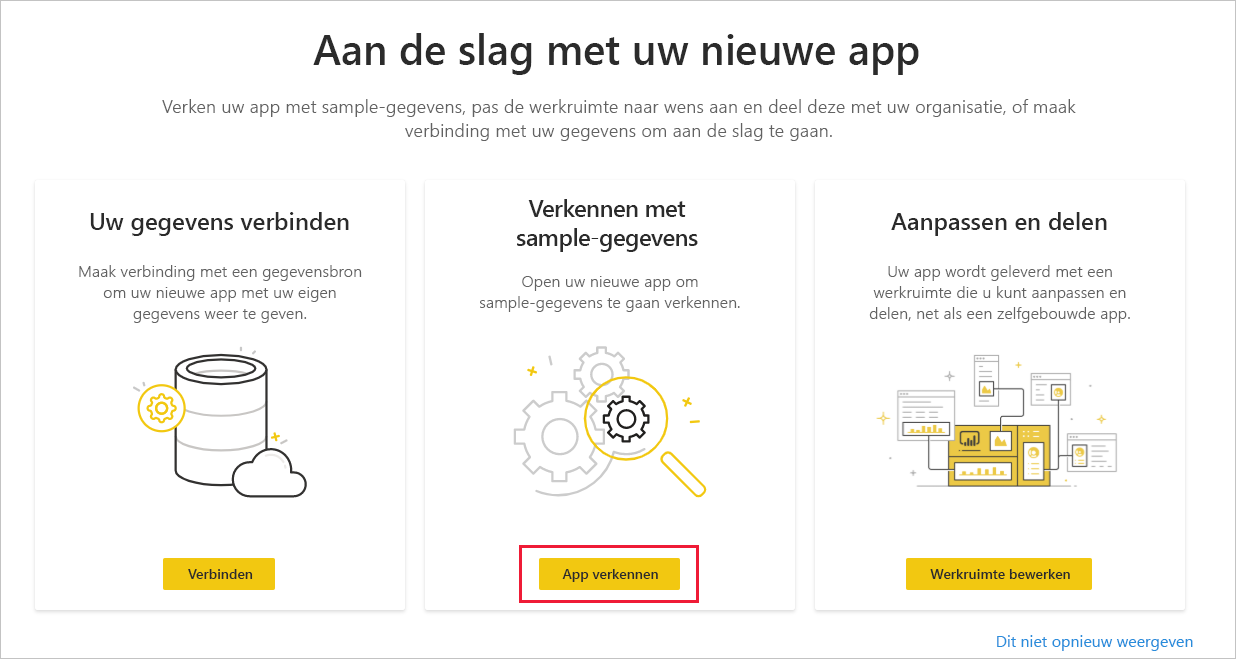 Aan de slag met uw nieuwe app
Verken uw app met sample-gegevens, pas de werkruimte naar wens aan en deel deze met uw organisatie, of maak
verbinding met uw gegevens om aan de slag te gaan.
Uw gegevens verbinden
Maak verbinding met een gegevensbron
om uw nieuwe app met uw eigen
gegevens weer te geven.
Verbinden
Verkennen met
sample-gegevens
Open uw nieuwe app om
sample-gegevens te gaan verkennen.
App verkennen
Aanpassen en delen
Uw app wordt geleverd met een
werkruimte die u kunt aanpassen en
delen, net als een zelfgebouwde app.
Werkruimte bewerken
Dit niet opnieuw weergeven